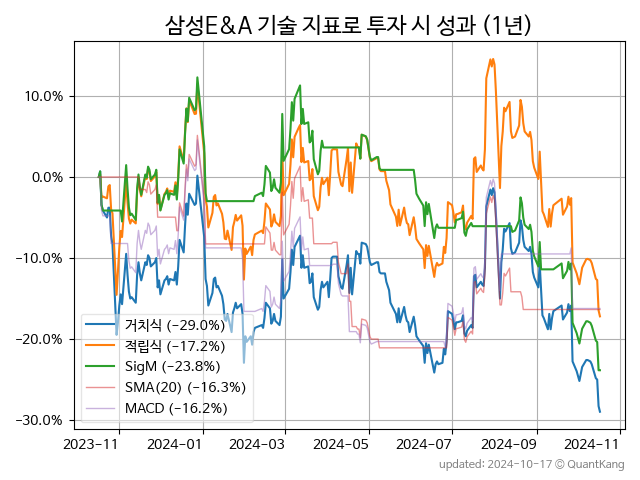 삼성E&A 기술 지표로 투자 시 성과 (1년)
10.0%
0.0%
−10.0%
−20.0%
−30.0%
거치식 (−29.0%)
적립식 (−17.2%)
SigM (−23.8%)
SMA(20) (−16.3%)
MACD (−16.2%)
2023-11 2024-01 2024-03 2024-05 2024-07 2024-09 2024-11
updated: 2024-10-17 © QuantKang